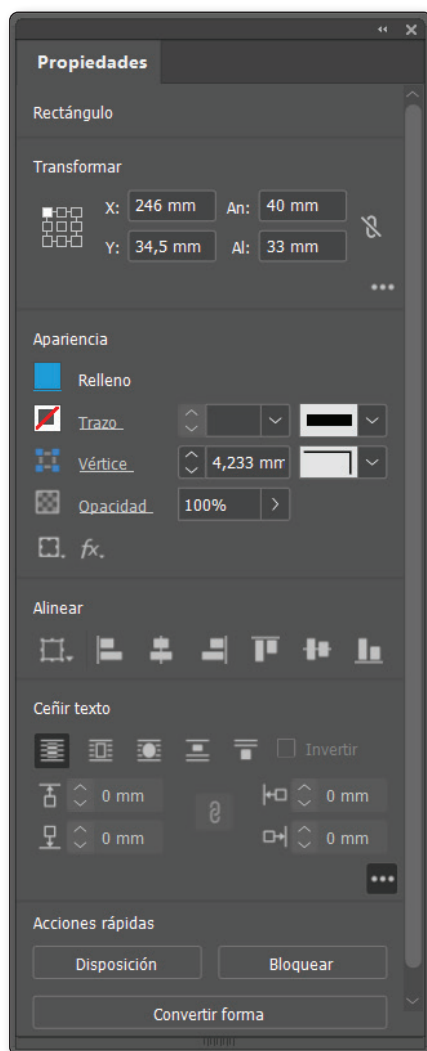 Propiedades
Rectángulo
Transformar
X: 246 mm An: 40 mm
Y: 34,5 mm Al: 33 mm
Apariencia
Relleno
Trazo
Vértice 4,233 mm
Opacidad 100%
fx.
Alinear
Ceñir texto
Invertir
0 mm 0 mm
0 mm 0 mm
Acciones rápidas
Disposición Bloquear
Convertir forma